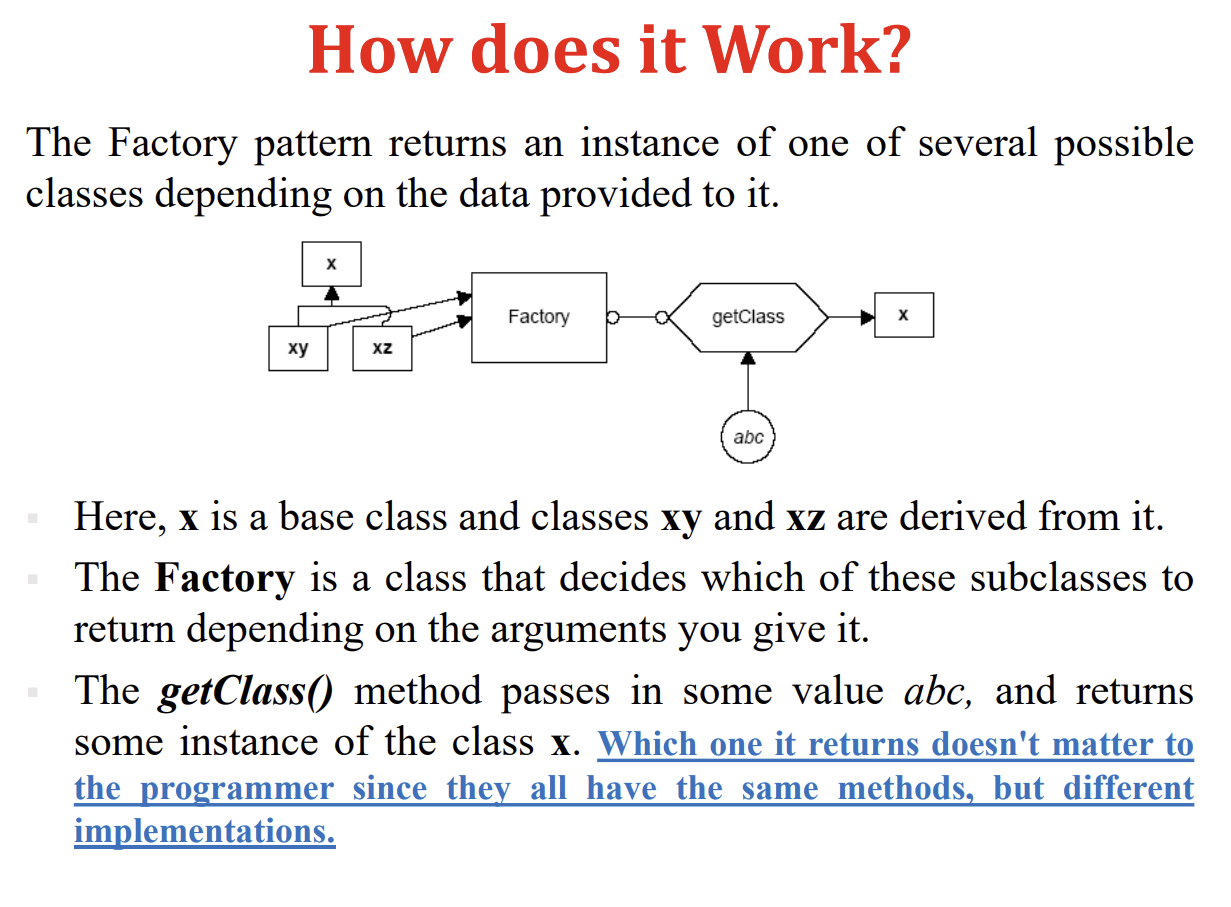 How does it Work?
The Factory pattern returns an instance of one of several possible
classes depending on the data provided to it.
x
xy
xz
Factory
getClass
x
abc
Here, x is a base class and classes xy and xz are derived from it.
The Factory is a class that decides which of these subclasses to
return depending on the arguments you give it.
The getClass() method passes in some value abc, and returns
some instance of the class x. Which one it returns doesn't matter to
the programmer since they all have the same methods, but different
implementations.